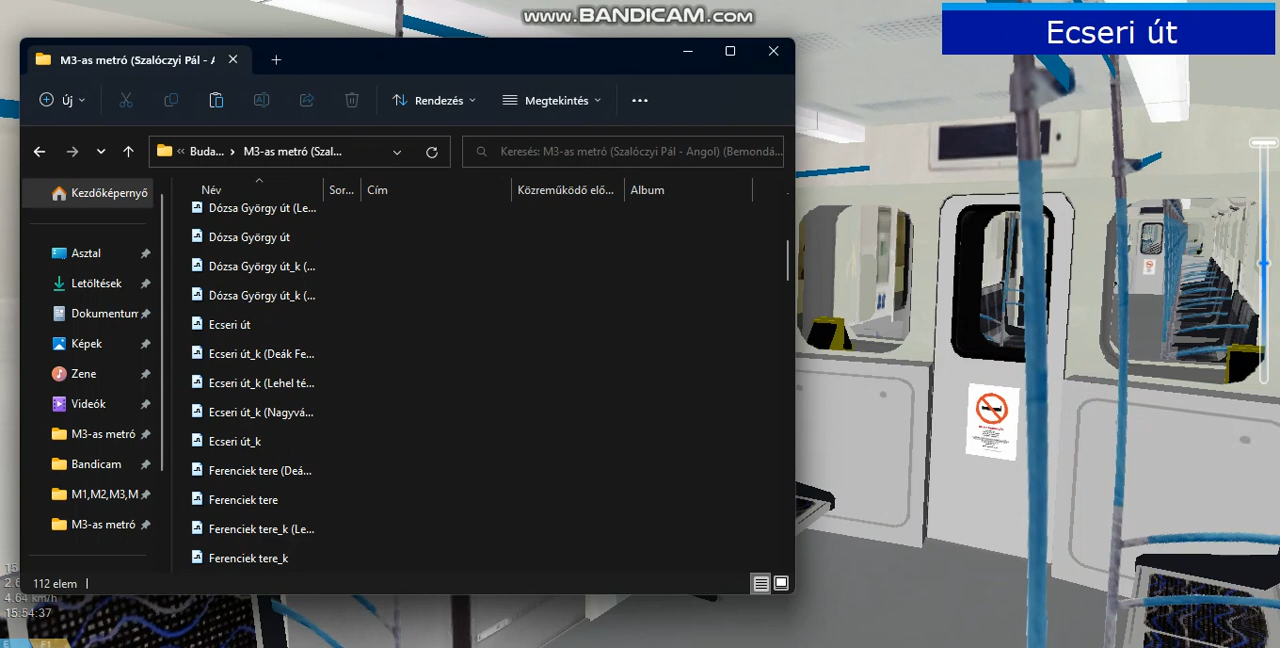 www.BANDICAM.com
Ecseri út
M3-as metró (Szalóczyi Pál - A
Új
Rendezés
Megtekintés
Buda...
M3-as metró (Szal...
Keresés: M3-as metró (Szalóczyi Pál - Angol) (Bemondá...
Kezdőképernyő
Asztal
Letöltések
Dokumentum
Képek
Zene
Videók
M3-as metró
Bandicam
M1,M2,M3,M
M3-as metró
Név
Sor...
Cím
Közreműködő elő...
Album
Dózsa György út (Le...
Dózsa György út
Dózsa György út_k (...
Dózsa György út_k (...
Ecseri út
Ecseri út_k (Deák Fe...
Ecseri út_k (Lehel té...
Ecseri út_k (Nagyvá...
Ecseri út_k
Ferenciek tere (Deá...
Ferenciek tere
Ferenciek tere_k (Le...
Ferenciek tere_k
112 elem
4.64 km/h
15:54:37
F1